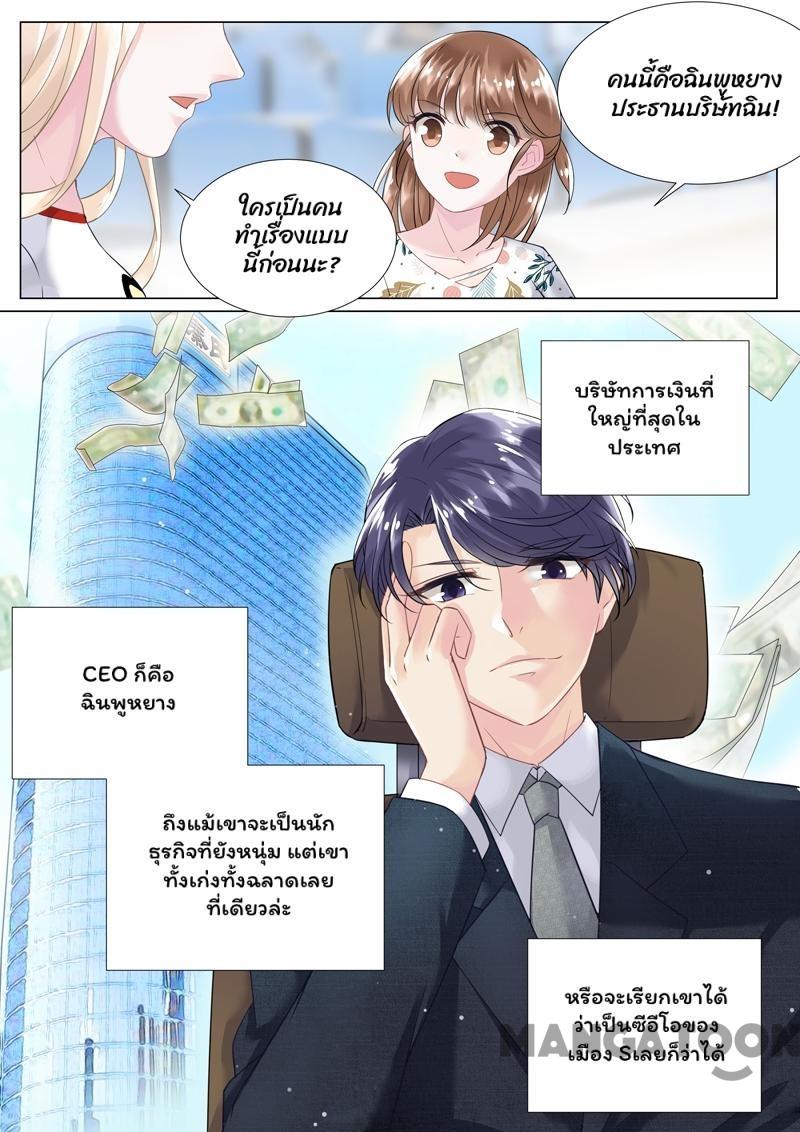 คนนี้คือฉินพูหยาง
ประธานบริษัทฉิน!
ใครเป็นคน
ทำเรื่องแบบ
นี้ก่อนนะ?
秦氏
บริษัทการเงินที่
ใหญ่ที่สุดใน
ประเทศ
CEO ก็คือ
ฉินพูหยาง
ถึงแม้เขาจะเป็นนัก
ธุรกิจที่ยังหนุ่ม แต่เขา
ทั้งเก่งทั้งฉลาดเลย
ที่เดียวล่ะ
หรือจะเรียกเขาได้
ว่าเป็นซีอีโอของ
เมือง Sเลยก็ว่าได้
MANGATOON